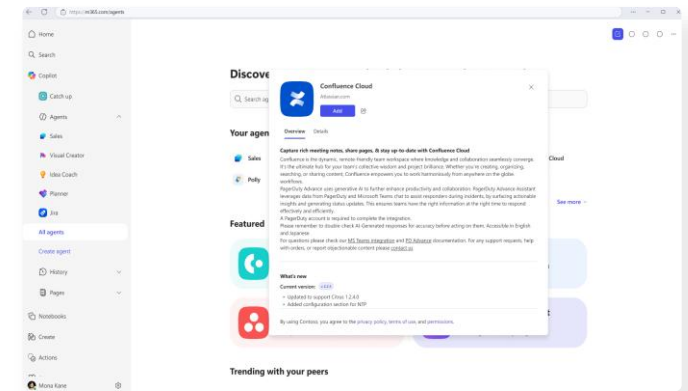 https://m365.com/agents
Home
Search
Copilot
Catch up
Agents
Sales
Visual Creator
Idea Coach
Planner
Jira
All agents
Create agent
History
Pages
Notebooks
Create
Actions
Mona Kane
Discove
Search ag
Your agen
Sales
Polly
Cloud
See more
Featured
Trending with your peers
Confluence Cloud
Atlassian.com
Add
Overview
Details
Capture rich meeting notes, share pages, & stay up-to-date with Confluence Cloud
Confluence is the dynamic, remote-friendly team workspace where knowledge and collaboration seamlessly converge.
It's the ultimate hub for your team's collective wisdom and project brilliance. Whether you're creating, organizing,
searching, or sharing content, Confluence empowers you to work harmoniously from anywhere on the globe
workflows.
PagerDuty Advance uses generative AI to further enhance productivity and collaboration. PagerDuty Advance Assistant
leverages data from PagerDuty and Microsoft Teams chat to assist responders during incidents, by surfacing actionable
insights and generating status updates. This ensures teams have the right information at the right time to respond
effectively and efficiently.
A PagerDuty account is required to complete the integration.
Please remember to double check AI-Generated responses for accuracy before acting on them. Accessible in English
and Japanese
For questions please check our MS Teams integration and PD Advance documentation. For any support requests, help
with orders, or report objectionable content please contact us
What's new
Current version:
Updated to support Citrus 1.2.4.0
Added configuration section for NTP
By using Contoso, you agree to the privacy policy, terms of use, and permissions.